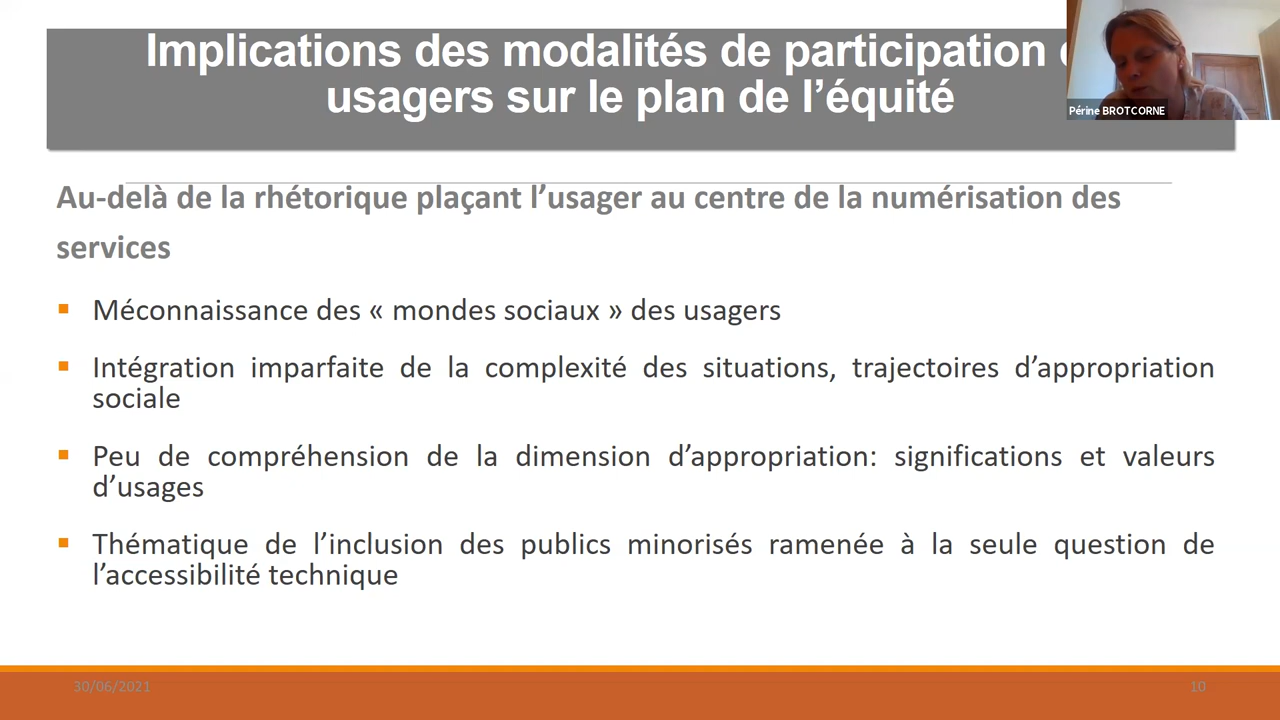 Implications des modalités de participation
usagers sur le plan de l’équité
Périne BROTCORNE
Au-delà de la rhétorique plaçant l’usager au centre de la numérisation des
services
▪ Méconnaissance des « mondes sociaux » des usagers
▪ Intégration imparfaite de la complexité des situations, trajectoires d’appropriation
sociale
▪ Peu de compréhension de la dimension d’appropriation: significations et valeurs
d’usages
▪ Thématique de l’inclusion des publics minorisés ramenée à la seule question de
l’accessibilité technique
30/06/2021
10